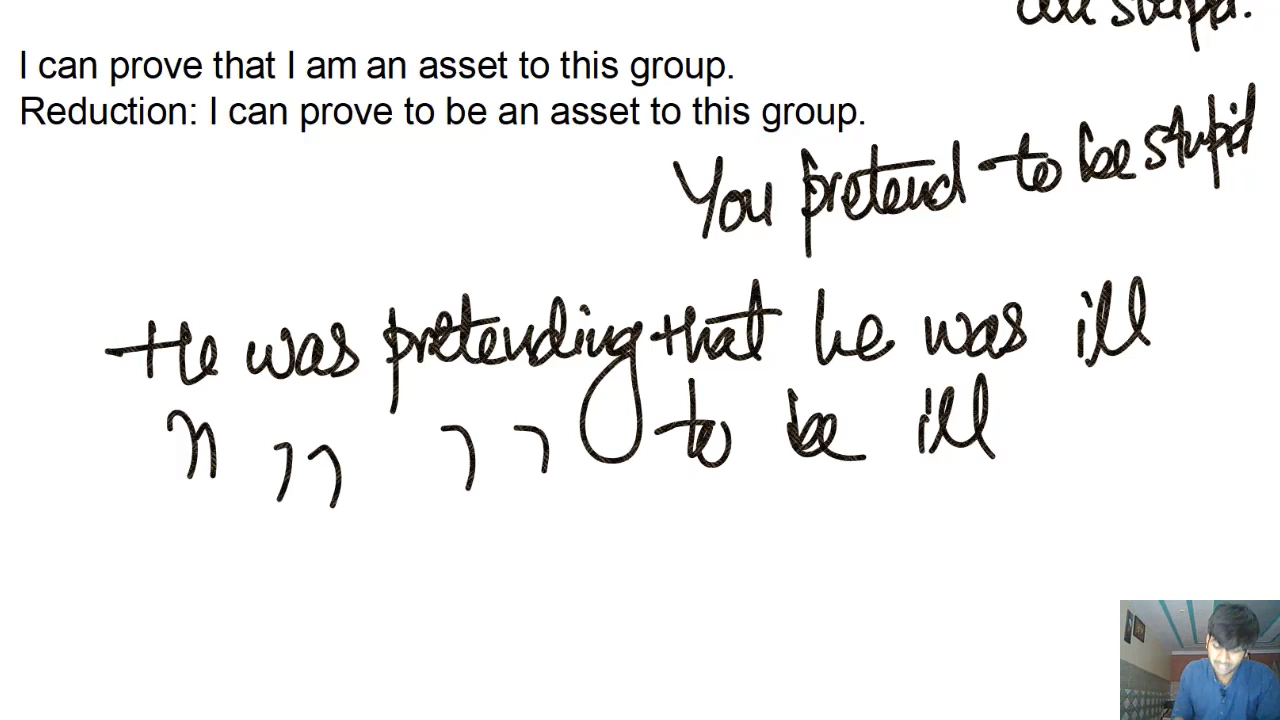 stupid.
I can prove that I am an asset to this group.
Reduction: I can prove to be an asset to this group.
You pretend to be stupid
He was pretending that he was ill
" " " to be ill